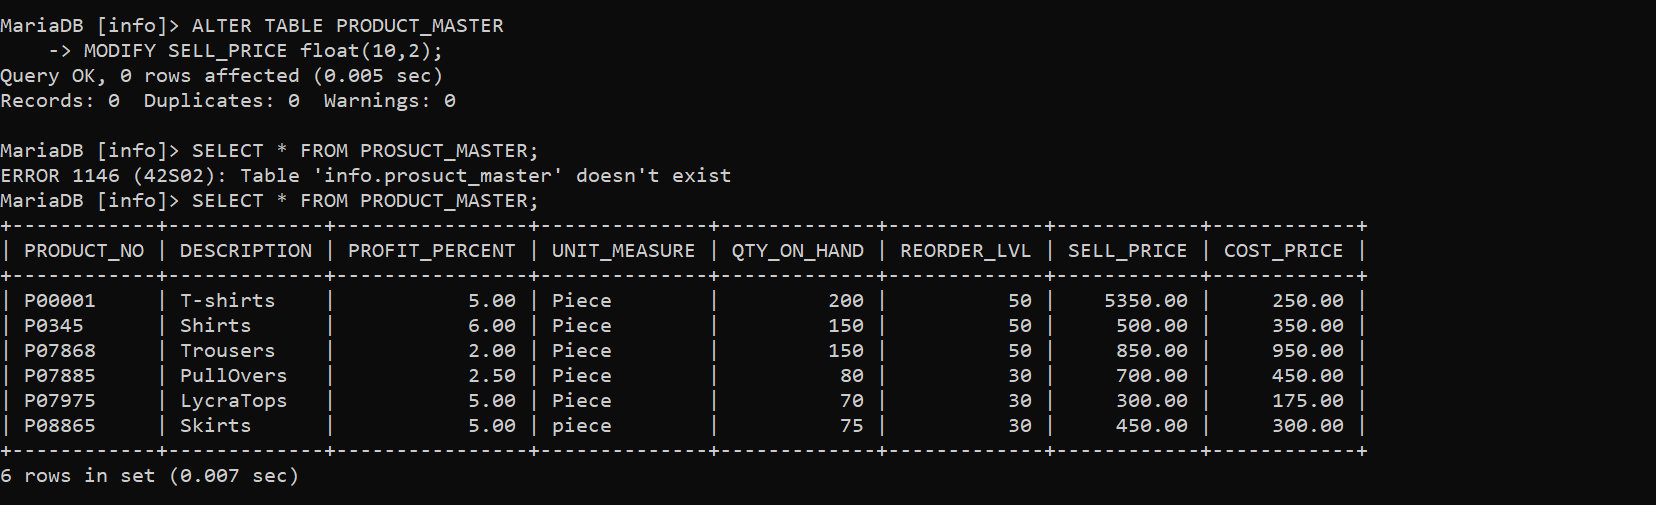 MariaDB [info]> ALTER TABLE PRODUCT_MASTER
    -> MODIFY SELL_PRICE float(10,2);
Query OK, 0 rows affected (0.005 sec)
Records: 0  Duplicates: 0  Warnings: 0

MariaDB [info]> SELECT * FROM PROSUCT_MASTER;
ERROR 1146 (42S02): Table 'info.prosuct_master' doesn't exist
MariaDB [info]> SELECT * FROM PRODUCT_MASTER;
+------------+-------------+----------------+--------------+-------------+-------------+------------+------------+
| PRODUCT_NO | DESCRIPTION | PROFIT_PERCENT | UNIT_MEASURE | QTY_ON_HAND | REORDER_LVL | SELL_PRICE | COST_PRICE |
+------------+-------------+----------------+--------------+-------------+-------------+------------+------------+
| P00001     | T-shirts    |           5.00 | Piece        |         200 |          50 |    5350.00 |     250.00 |
| P0345      | Shirts      |           6.00 | Piece        |         150 |          50 |     500.00 |     350.00 |
| P07868     | Trousers    |           2.00 | Piece        |         150 |          50 |     850.00 |     950.00 |
| P07885     | PullOvers   |           2.50 | Piece        |          80 |          30 |     700.00 |     450.00 |
| P07975     | LycraTops   |           5.00 | Piece        |          70 |          30 |     300.00 |     175.00 |
| P08865     | Skirts      |           5.00 | piece        |          75 |          30 |     450.00 |     300.00 |
+------------+-------------+----------------+--------------+-------------+-------------+------------+------------+
6 rows in set (0.007 sec)